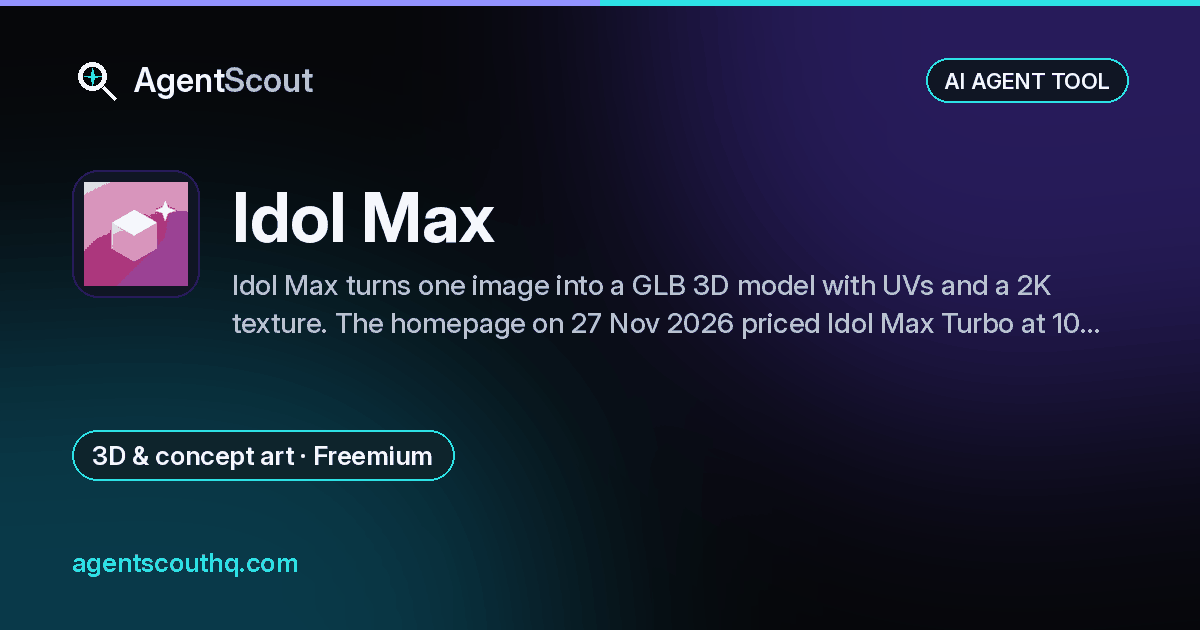 AgentScout
AI AGENT TOOL
Idol Max
Idol Max turns one image into a GLB 3D model with UVs and a 2K
texture. The homepage on 27 Nov 2026 priced Idol Max Turbo at 10...
3D & concept art · Freemium
agentscouthq.com